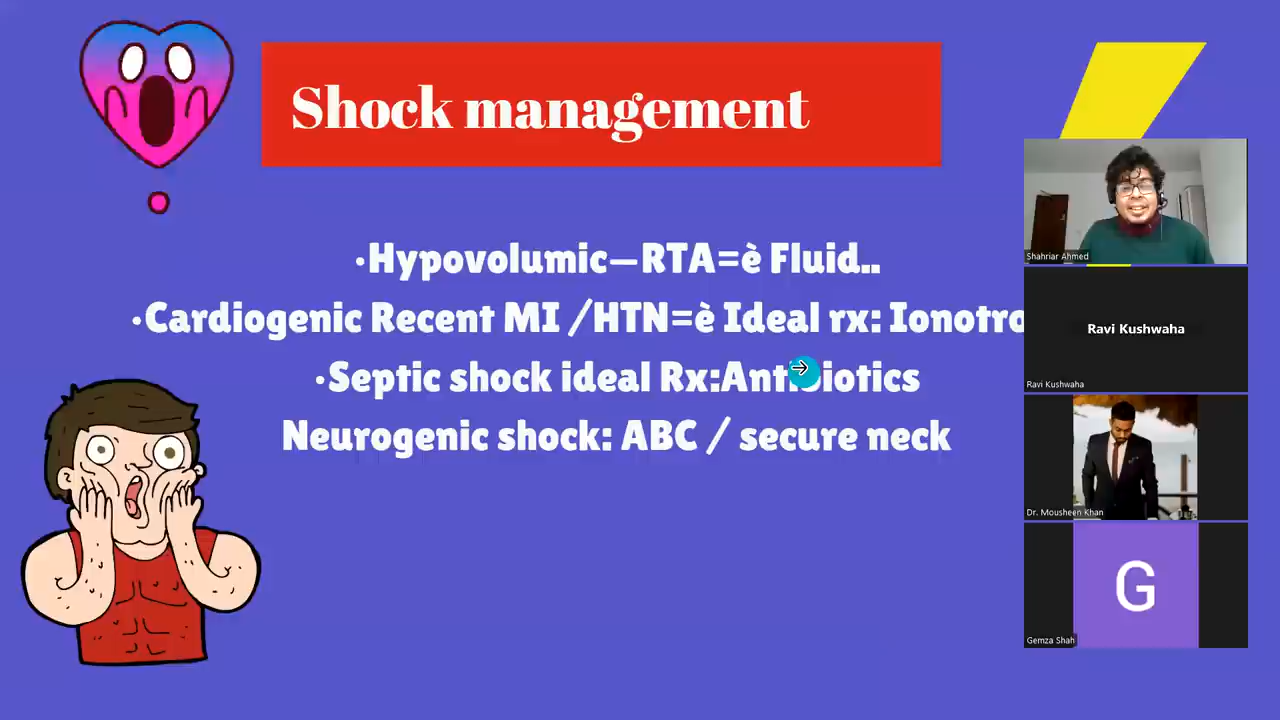 Shock management
•Hypovolumic–RTA=è Fluid..
•Cardiogenic Recent MI /HTN=è Ideal rx: Ionotro
•Septic shock ideal Rx:Antibiotics
Neurogenic shock: ABC / secure neck
Shahriar Ahmed
Ravi Kushwaha
Ravi Kushwaha
Dr. Mousheen Khan
G
Gemza Shah